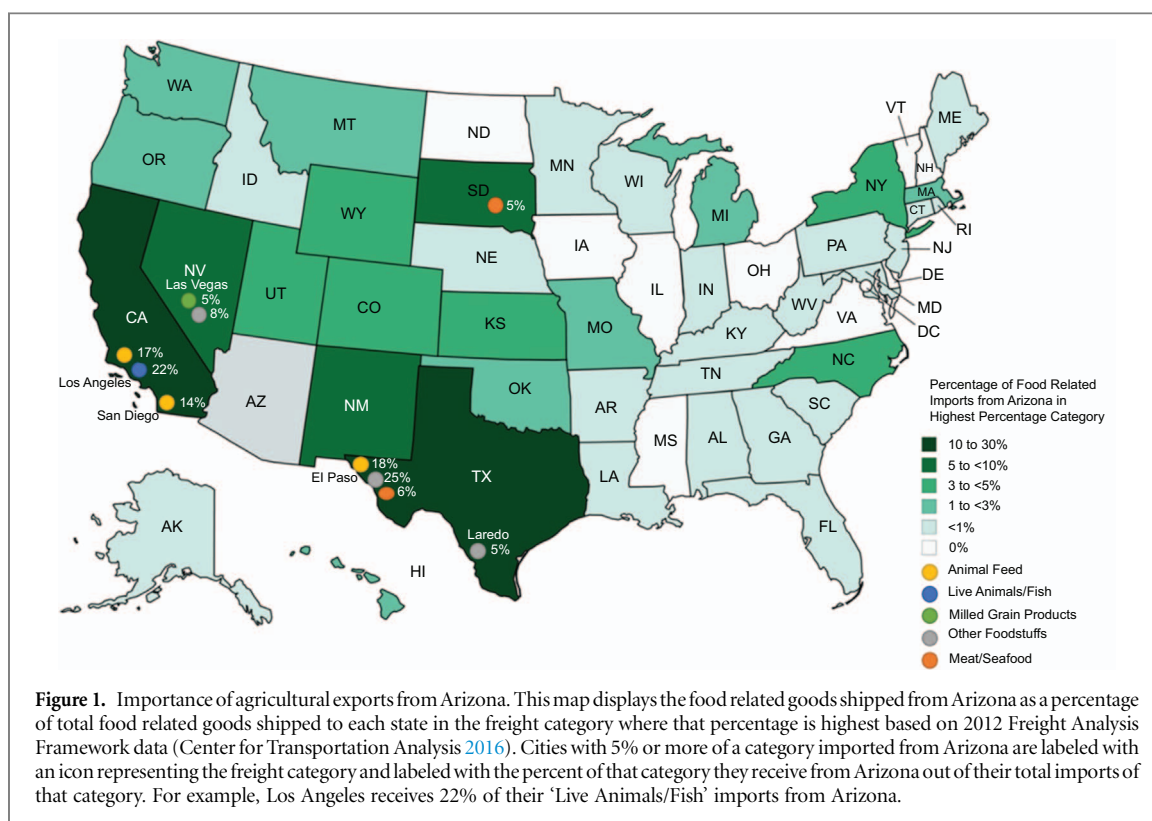 WA
MT
ND
MN
VT
ME
OR
ID
WI
NH
NY
MA
SD
5%
WY
MI
CT
RI
IA
NE
PA
NJ
NV
Las Vegas
5%
8%
OH
DE
UT
IL
IN
WV
MD
CO
CA
KS
MO
VA
DC
KY
17%
22%
Los Angeles
NC
TN
14%
San Diego
AZ
NM
OK
AR
SC
MS
AL
GA
18%
25%
6%
El Paso
TX
LA
Laredo
5%
FL
AK
HI
Percentage of Food Related
Imports from Arizona in
Highest Percentage Category
10 to 30%
5 to <10%
3 to <5%
1 to <3%
<1%
0%
Animal Feed
Live Animals/Fish
Milled Grain Products
Other Foodstuffs
Meat/Seafood
Figure 1. Importance of agricultural exports from Arizona. This map displays the food related goods shipped from Arizona as a percentage
of total food related goods shipped to each state in the freight category where that percentage is highest based on 2012 Freight Analysis
Framework data (Center for Transportation Analysis 2016). Cities with 5% or more of a category imported from Arizona are labeled with
an icon representing the freight category and labeled with the percent of that category they receive from Arizona out of their total imports of
that category. For example, Los Angeles receives 22% of their ‘Live Animals/Fish’ imports from Arizona.